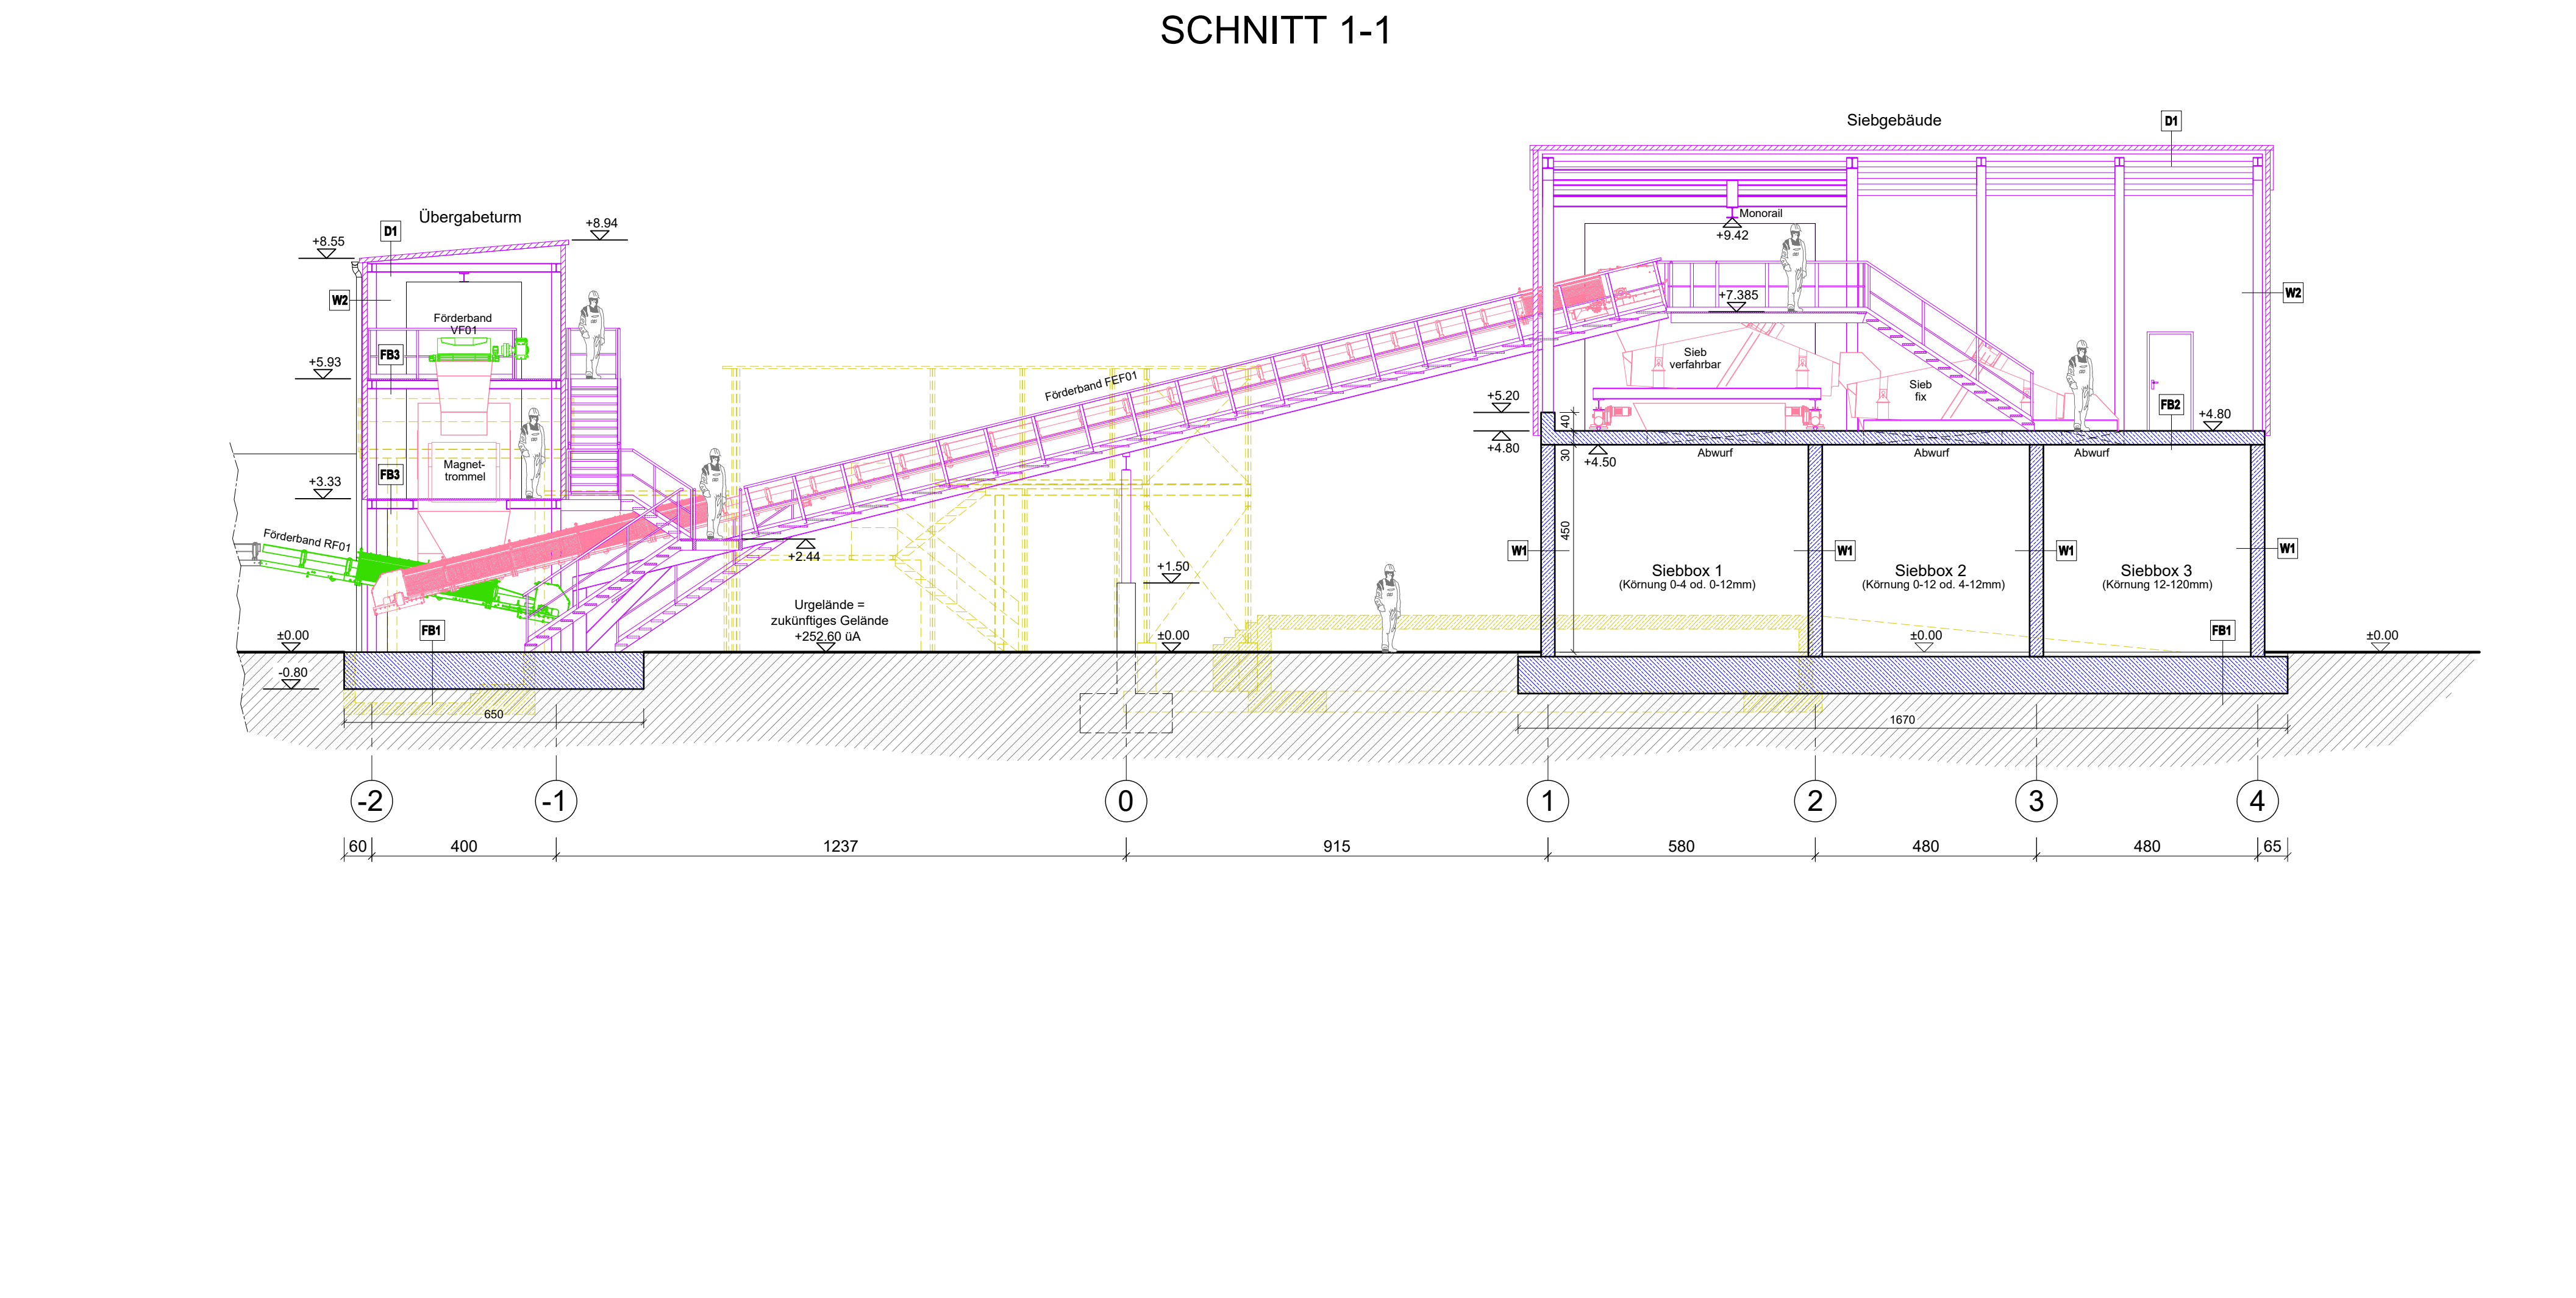 SCHNITT 1-1
Siebgebäude
D1
Übergabeturm
+8.94
D1
+8.55
W2
Monorail
+9.42
+7.385
W2
Förderband
VF01
FB3
+5.93
Förderband FEF01
Sieb
verfahrbar
Sieb
fix
FB2
+5.20
40
+4.80
+4.80
+4.50
30
Abwurf
Abwurf
Abwurf
Magnet-
trommel
FB3
+3.33
Förderband RF01
+2.44
450
W1
W1
W1
W1
+1.50
Siebbox 1
(Körnung 0-4 od. 0-12mm)
Siebbox 2
(Körnung 0-12 od. 4-12mm)
Siebbox 3
(Körnung 12-120mm)
Urgelände =
zukünftiges Gelände
+252.60 üA
±0.00
FB1
±0.00
±0.00
FB1
±0.00
-0.80
650
1670
-2
-1
0
1
2
3
4
60
400
1237
915
580
480
480
65